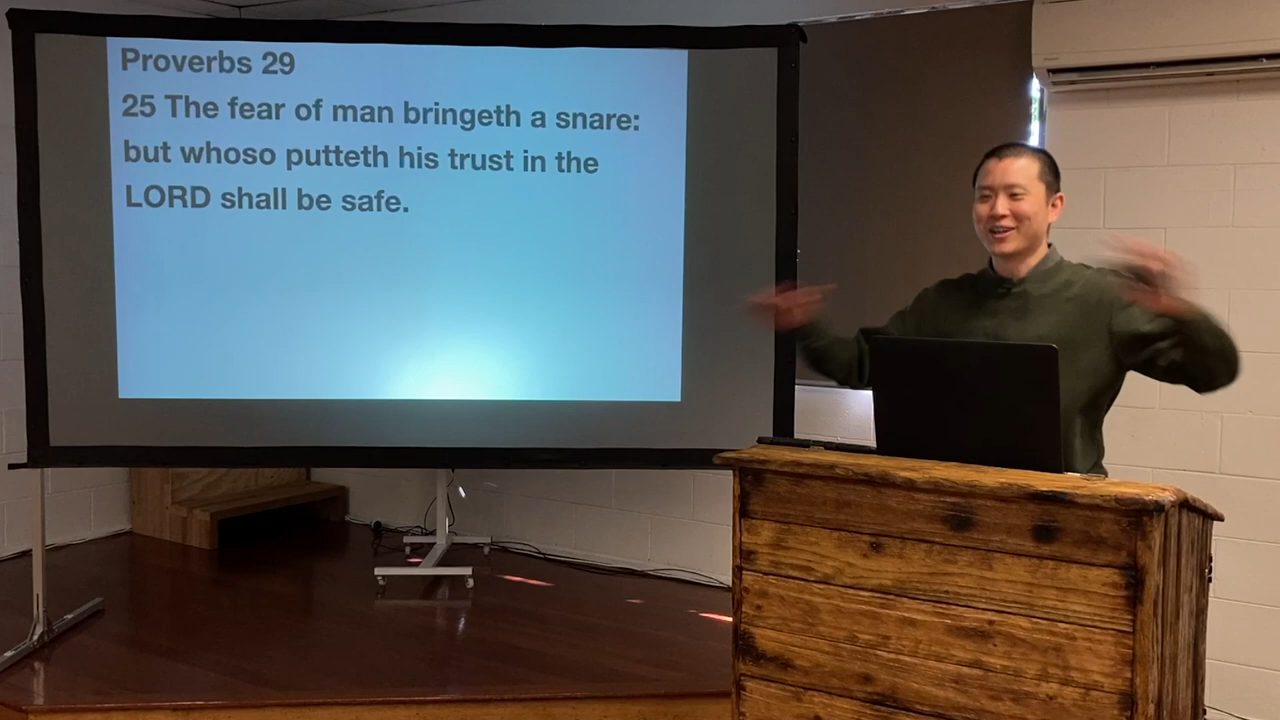 Proverbs 29
25 The fear of man bringeth a snare:
but whoso putteth his trust in the
LORD shall be safe.